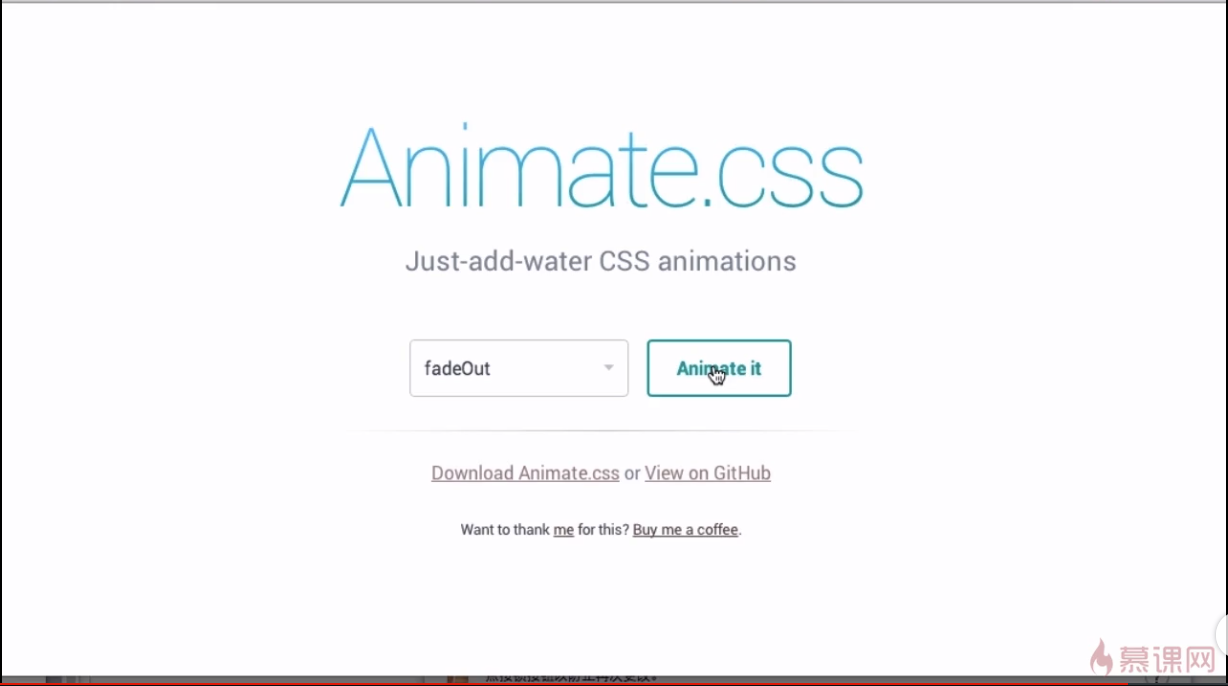 Animate.css
Just-add-water CSS animations
fadeOut
Animate it
Download Animate.css or View on GitHub
Want to thank me for this? Buy me a coffee.
慕课网